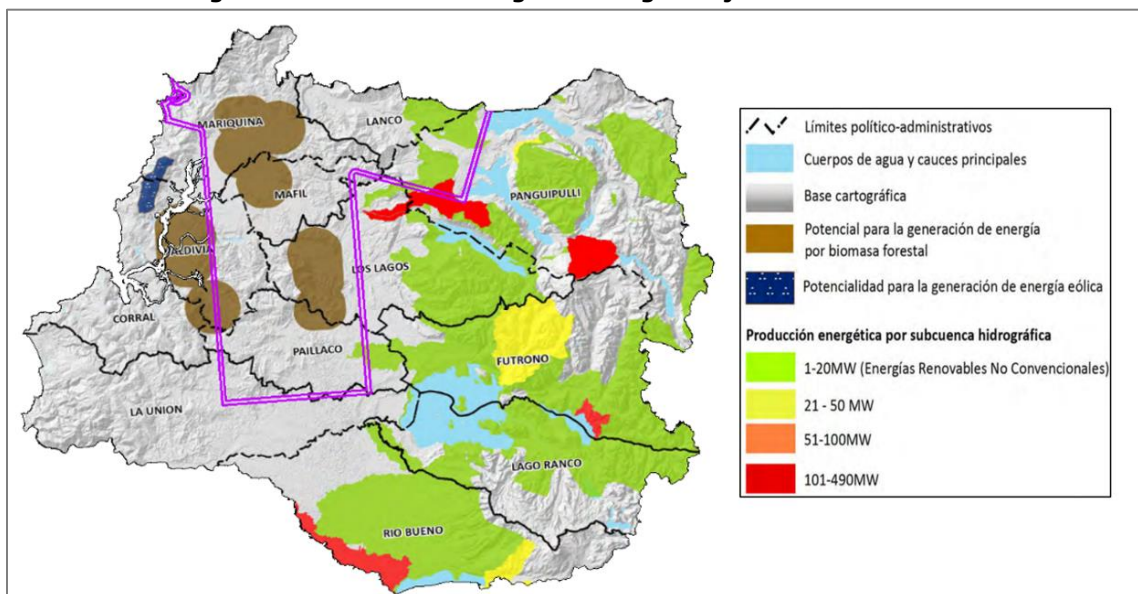 MARIQUINA
LANCO
MAFIL
PANGUIPULLI
VALDIVIA
LOS LAGOS
CORRAL
PAILLACO
FUTRONO
LA UNION
LAGO RANCO
RIO BUENO
Límites político-administrativos
Cuerpos de agua y cauces principales
Base cartográfica
Potencial para la generación de energía
por biomasa forestal
Potencialidad para la generación de energía eólica
Producción energética por subcuenca hidrográfica
1-20MW (Energías Renovables No Convencionales)
21 - 50 MW
51-100MW
101-490MW